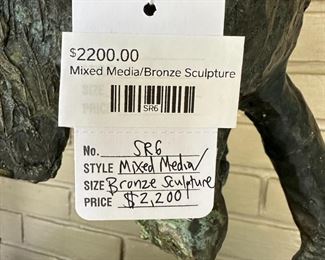 $2200.00
Mixed Media/Bronze Sculpture
SIZE
PRICE
SR6
No. SR6
STYLE Mixed Media/
SIZE Bronze Sculpture
PRICE $2,200